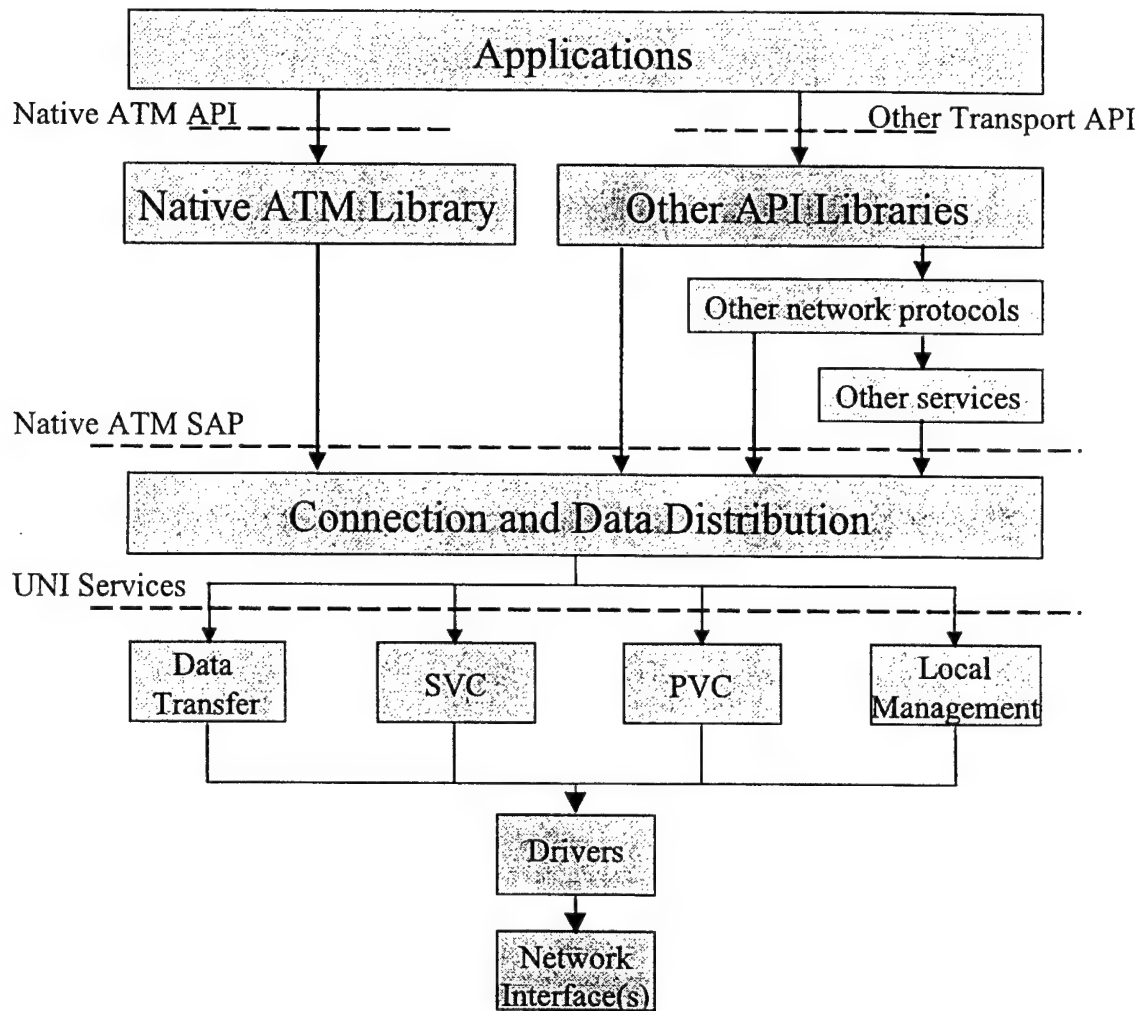 Applications
Native ATM API
Other Transport API
Native ATM Library
Other API Libraries
Other network protocols
Other services
Native ATM SAP
Connection and Data Distribution
UNI Services
Data
Transfer
SVC
PVC
Local
Management
Drivers
Network
Interface(s)